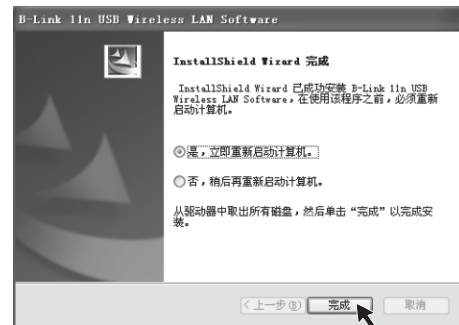 B-Link 11n USB Wireless LAN Software
InstallShield Wizard 完成
InstallShield Wizard 已成功安装 B-Link 11n USB
Wireless LAN Software，在使用该程序之前，必须重新
启动计算机。
是，立即重新启动计算机。
否，稍后再重新启动计算机。
从驱动器中取出所有磁盘，然后单击“完成”以完成安
装。
<上一步(B) 完成 取消